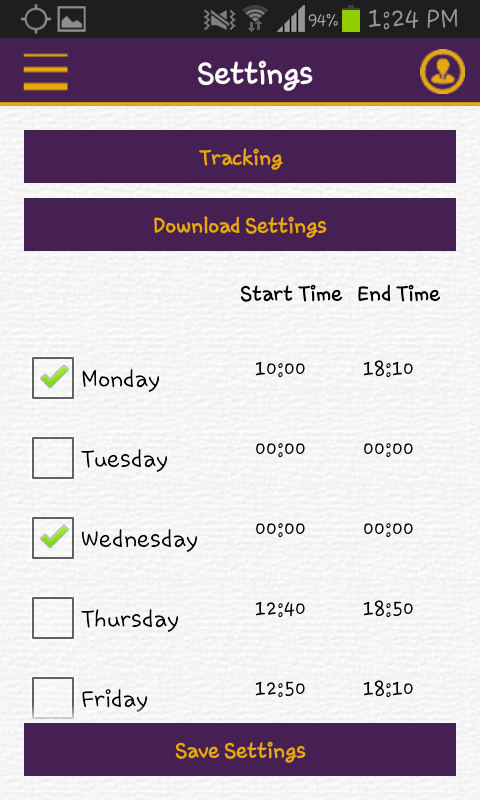 94% 1:24 PM
Settings
Tracking
Download Settings
Start Time End Time
Monday 10:00 18:10
Tuesday 00:00 00:00
Wednesday 00:00 00:00
Thursday 12:40 18:50
Friday 12:50 18:10
Save Settings